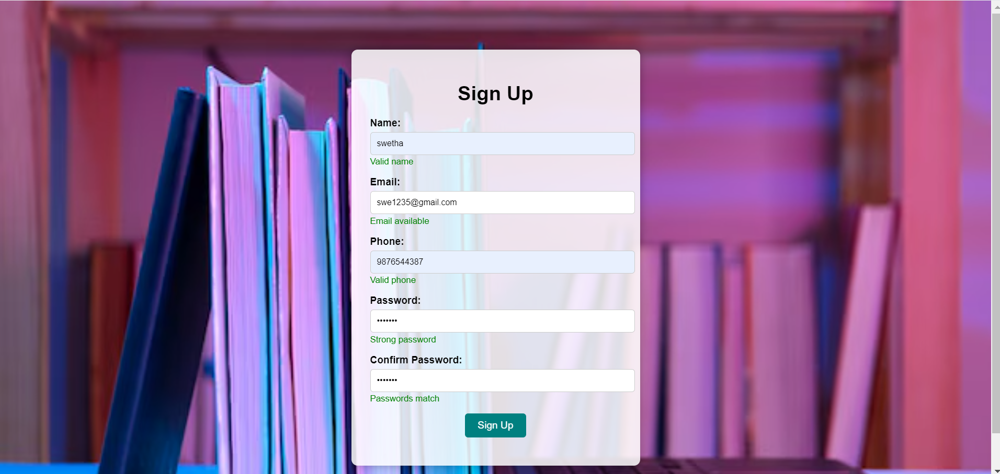 Sign Up
Name:
swetha
Valid name
Email:
swe1235@gmail.com
Email available
Phone:
9876544387
Valid phone
Password:
•••••••
Strong password
Confirm Password:
•••••••
Passwords match
Sign Up